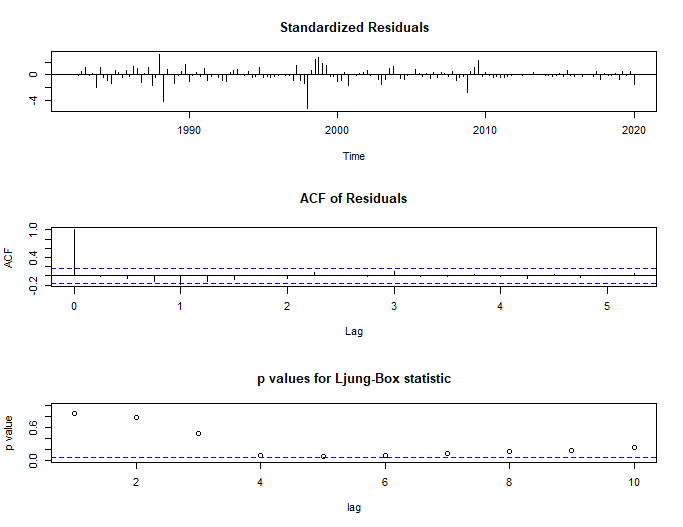 Standardized Residuals
0
-4
1990 2000 2010 2020
Time
ACF of Residuals
ACF
1.0
0.4
-0.2
0 1 2 3 4 5
Lag
p values for Ljung-Box statistic
p value
0.6
0.0
2 4 6 8 10
lag